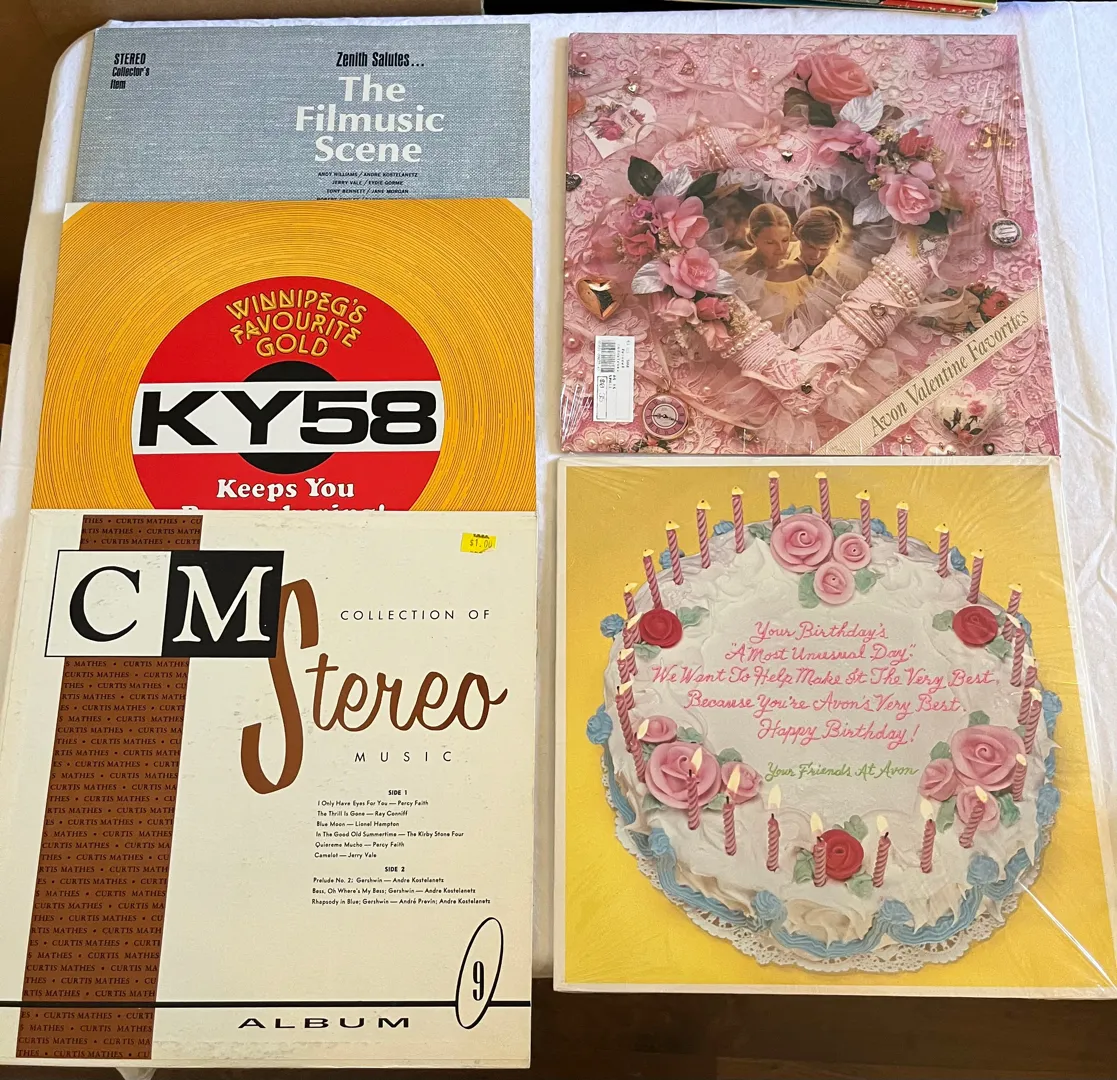 STEREO
Collector's
Item
Zenith Salutes...
The
Filmusic
Scene
ANDY WILLIAMS / ANDRE KOSTELANETZ
JERRY VALE / EYDIE GORME
TONY BENNETT / JANE MORGAN
WINNIPEG'S
FAVOURITE
GOLD
KY58
Keeps You
CM
COLLECTION OF
Stereo
MUSIC
$1.00
SIDE 1
I Only Have Eyes For You — Percy Faith
The Thrill Is Gone — Ray Conniff
Blue Moon — Lionel Hampton
In The Good Old Summertime — The Kirby Stone Four
Quiereme Mucho — Percy Faith
Camelot — Jerry Vale
SIDE 2
Prelude No. 2; Gershwin — Andre Kostelanetz
Bess, Oh Where's My Bess; Gershwin — Andre Kostelanetz
Rhapsody in Blue; Gershwin — André Previn; Andre Kostelanetz
9
ALBUM
CURTIS MATHES • CURTIS MATHES
Avon Valentine Favorites
Your Birthday's
"A Most Unusual Day."
We Want To Help Make It The Very Best,
Because You're Avon's Very Best.
Happy Birthday!
Your Friends At Avon